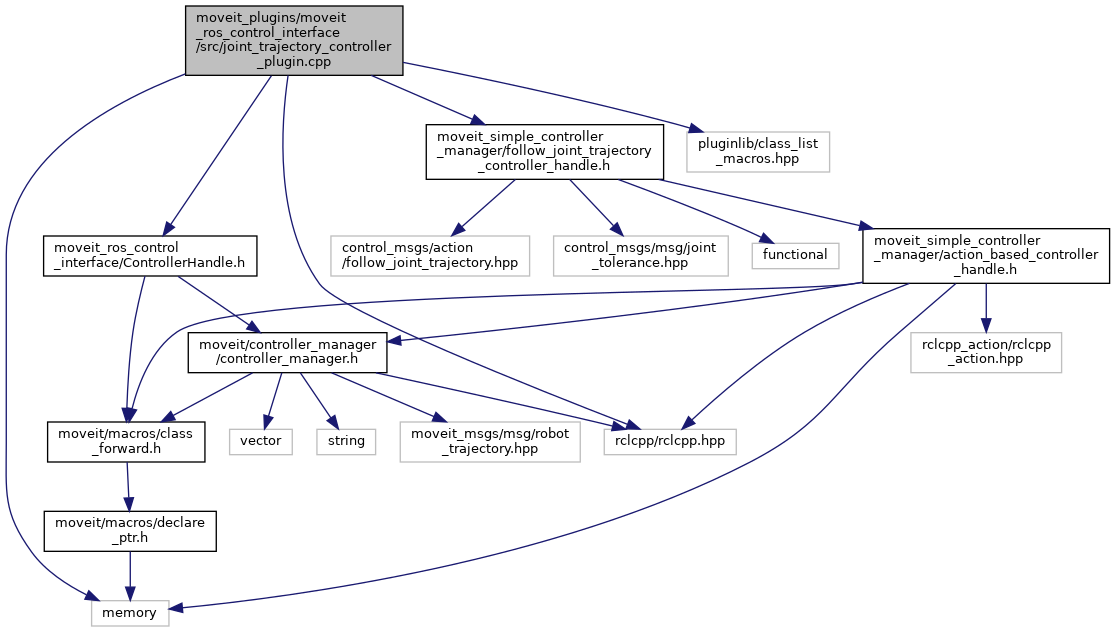 moveit_plugins/moveit
_ros_control_interface
/src/joint_trajectory_controller
_plugin.cpp
moveit_simple_controller
_manager/follow_joint_trajectory
_controller_handle.h
pluginlib/class_list
_macros.hpp
moveit_ros_control
_interface/ControllerHandle.h
control_msgs/action
/follow_joint_trajectory.hpp
control_msgs/msg/joint
_tolerance.hpp
functional
moveit_simple_controller
_manager/action_based_controller
_handle.h
moveit/controller_manager
/controller_manager.h
rclcpp_action/rclcpp
_action.hpp
moveit/macros/class
_forward.h
vector
string
moveit_msgs/msg/robot
_trajectory.hpp
rclcpp/rclcpp.hpp
moveit/macros/declare
_ptr.h
memory